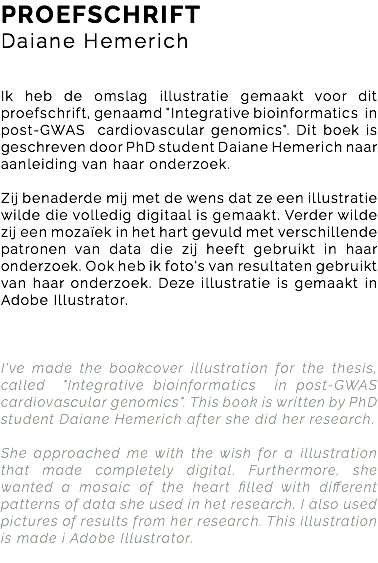 PROEFSCHRIFT
Daiane Hemerich
Ik heb de omslag illustratie gemaakt voor dit
proefschrift, genaamd "Integrative bioinformatics in
post-GWAS cardiovascular genomics". Dit boek is
geschreven door PhD student Daiane Hemerich naar
aanleiding van haar onderzoek.
Zij benaderde mij met de wens dat ze een illustratie
wilde die volledig digitaal is gemaakt. Verder wilde
zij een mozaïek in het hart gevuld met verschillende
patronen van data die zij heeft gebruikt in haar
onderzoek. Ook heb ik foto's van resultaten gebruikt
van haar onderzoek. Deze illustratie is gemaakt in
Adobe Illustrator.
I've made the bookcover illustration for the thesis,
called "Integrative bioinformatics in post-GWAS
cardiovascular genomics". This book is written by PhD
student Daiane Hemerich after she did her research.
She approached me with the wish for a illustration
that made completely digital. Furthermore, she
wanted a mosaic of the heart filled with different
patterns of data she used in het research. I also used
pictures of results from her research. This illustration
is made i Adobe Illustrator.